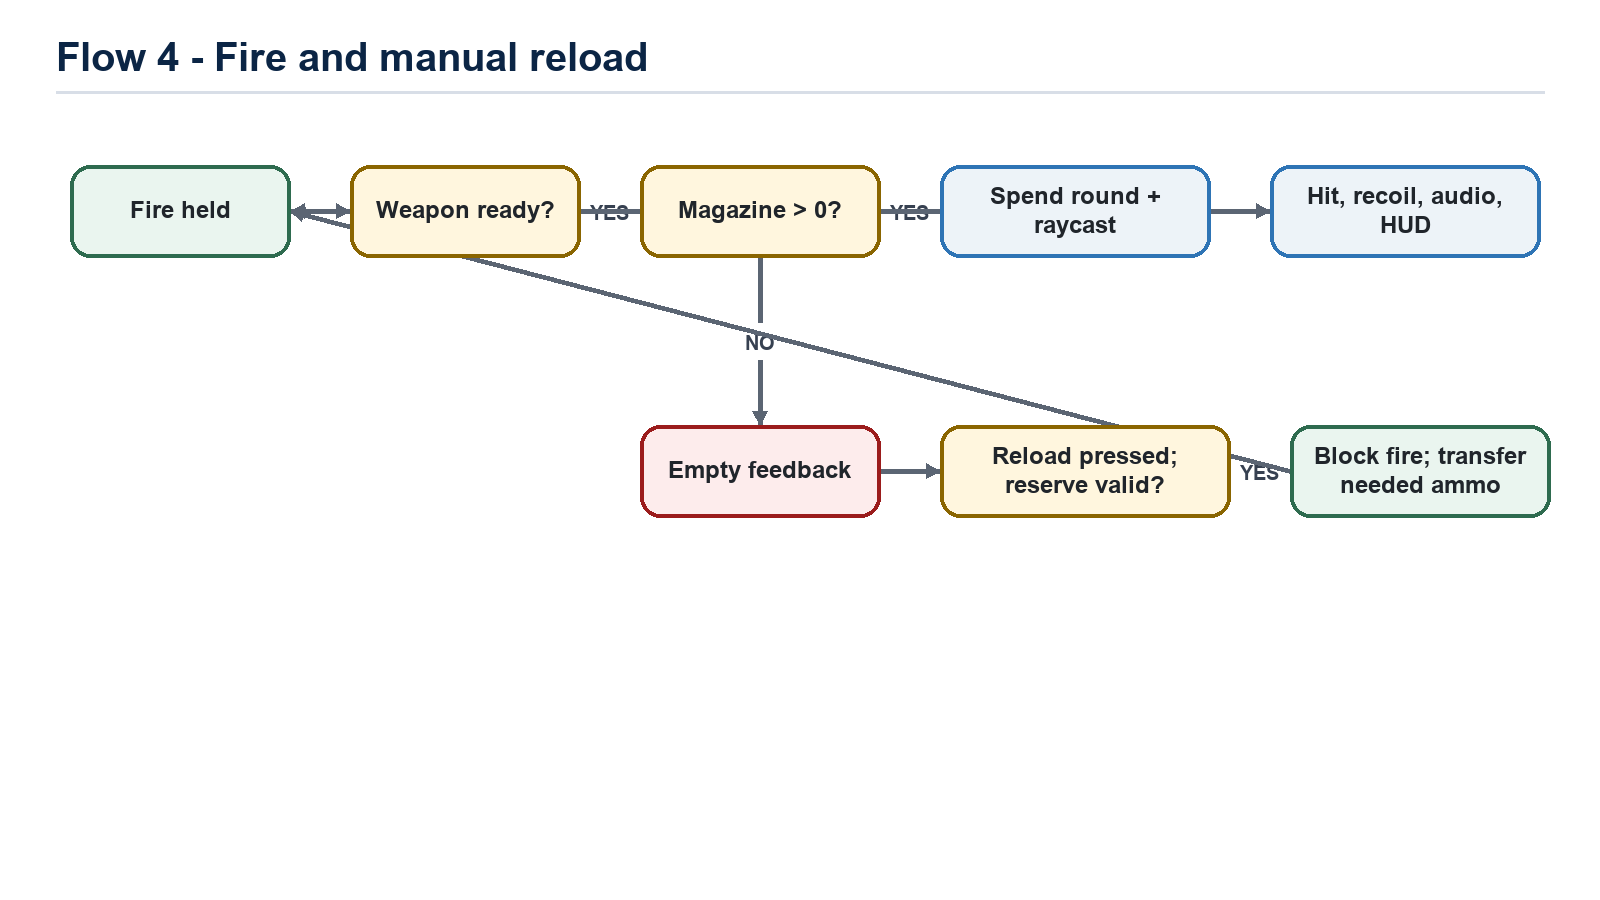 Flow 4 - Fire and manual reload
Fire held
Weapon ready?
YES
Magazine > 0?
YES
Spend round +
raycast
Hit, recoil, audio,
HUD
NO
Empty feedback
Reload pressed;
reserve valid?
YES
Block fire; transfer
needed ammo